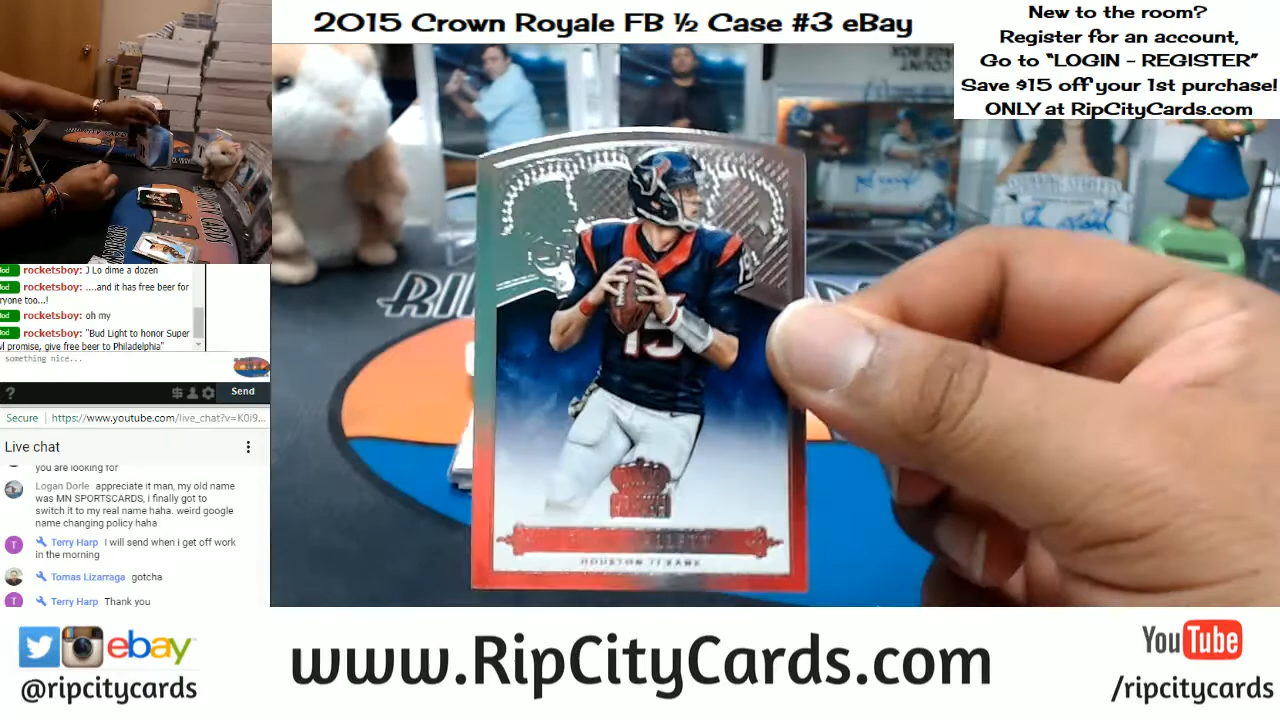 2015 Crown Royale FB ½ Case #3 eBay
New to the room?
Register for an account,
Go to “LOGIN - REGISTER”
Save $15 off your 1st purchase!
ONLY at RipCityCards.com
rocketsboy: J Lo dime a dozen
rocketsboy: ....and it has free beer for
ryone too...!
rocketsboy: oh my
rocketsboy: "Bud Light to honor Super
promise, give free beer to Philadelphia"
something nice...
? $ Send
Secure | https://www.youtube.com/live_chat?v=K0i9...
Live chat
you are looking for
Logan Dorle appreciate it man, my old name
was MN SPORTSCARDS, i finally got to
switch it to my real name haha. weird google
name changing policy haha
T Terry Harp I will send when i get off work
in the morning
Tomas Lizarraga gotcha
T Terry Harp Thank you
15
HOUSTON TEXANS
ebay
@ripcitycards
www.RipCityCards.com
YouTube
/ripcitycards